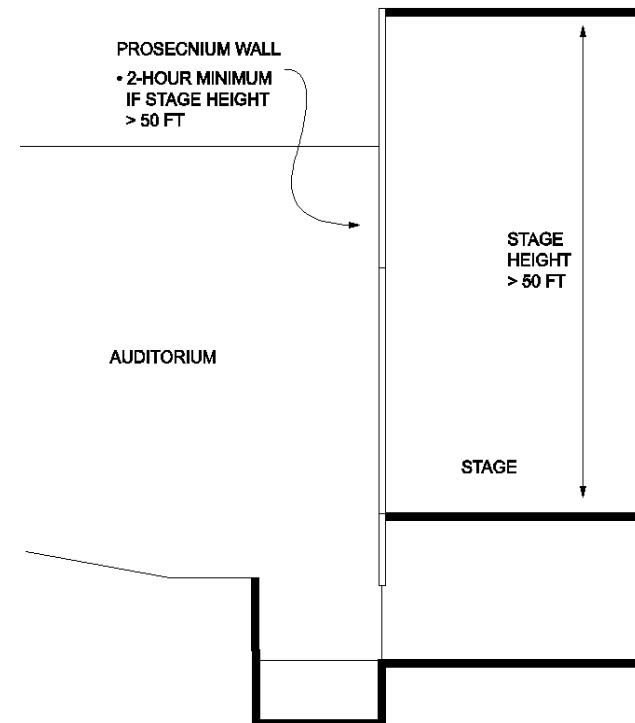 PROSECNIUM WALL
• 2-HOUR MINIMUM
IF STAGE HEIGHT
> 50 FT
STAGE
HEIGHT
> 50 FT
AUDITORIUM
STAGE